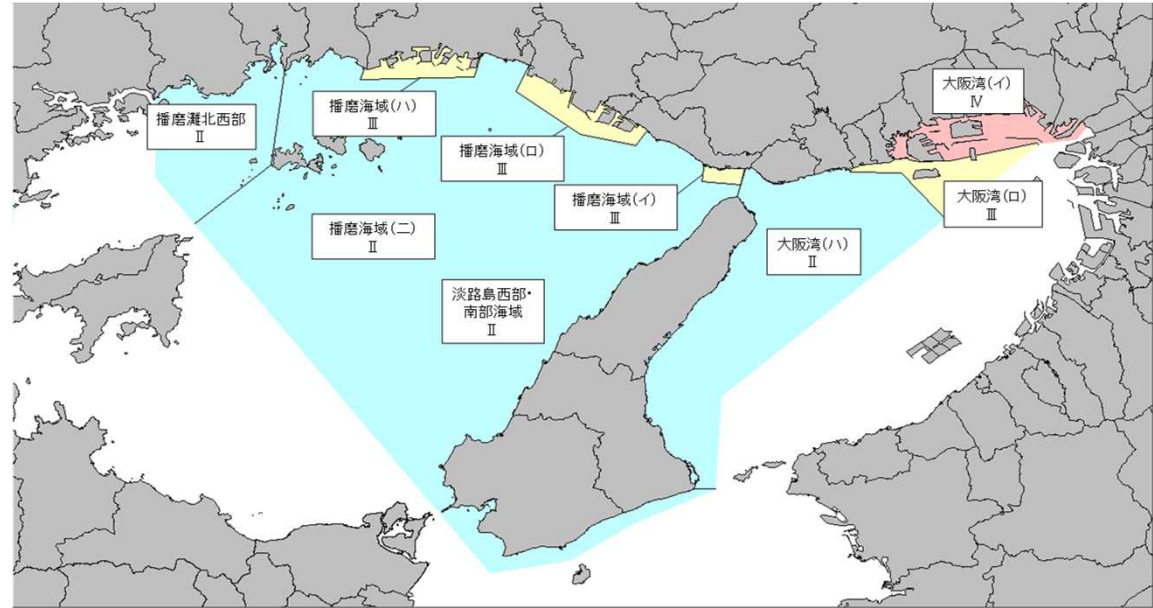 大阪湾(イ)
Ⅳ
播磨灘北西部
Ⅱ
播磨海域(ハ)
Ⅲ
播磨海域(ロ)
Ⅲ
播磨海域(イ)
Ⅲ
大阪湾(ロ)
Ⅲ
播磨海域(ニ)
Ⅱ
大阪湾(ハ)
Ⅱ
淡路島西部・
南部海域
Ⅱ